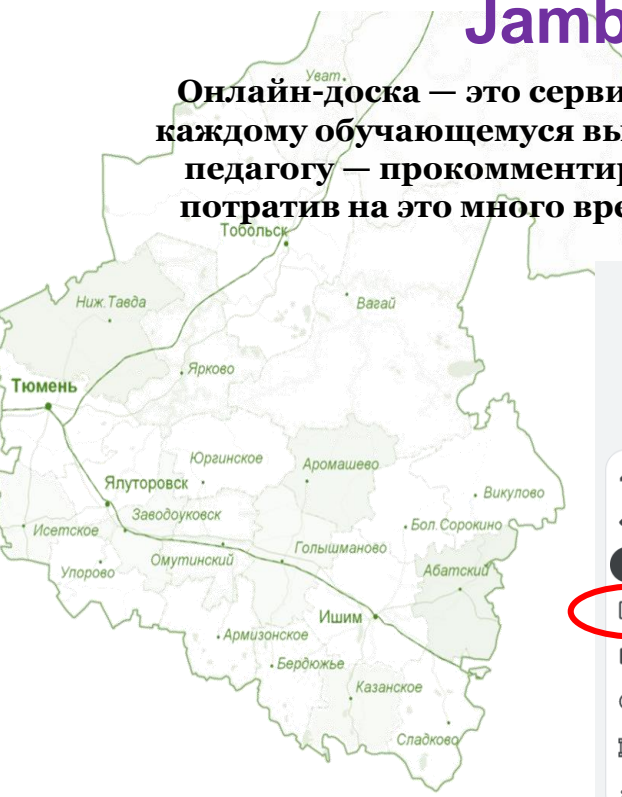 Jamb
Уват
Онлайн-доска — это серви
каждому обучающемуся вы
педагогу — прокомментир
потратив на это много вре
Тобольск
Ниж.Тавда
Вагай
Ярково
Тюмень
Юргинское
Аромашево
Ялуторовск
Викулово
Заводоуковск
Бол.Сорокино
Исетское
Голышманово
Омутинский
Упорово
Абатский
Ишим
Армизонское
Бердюжье
Казанское
Сладково